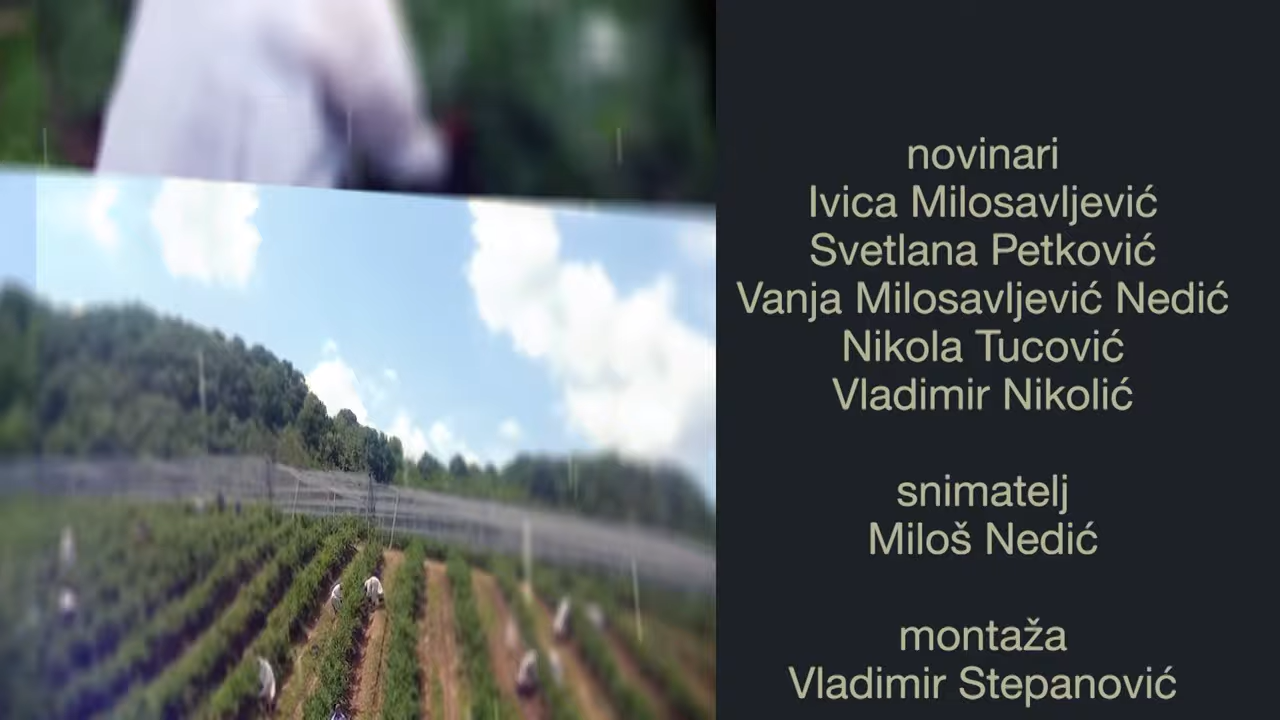 novinari
Ivica Milosavljević
Svetlana Petković
Vanja Milosavljević Nedić
Nikola Tucović
Vladimir Nikolić
snimatelj
Miloš Nedić
montaža
Vladimir Stepanović